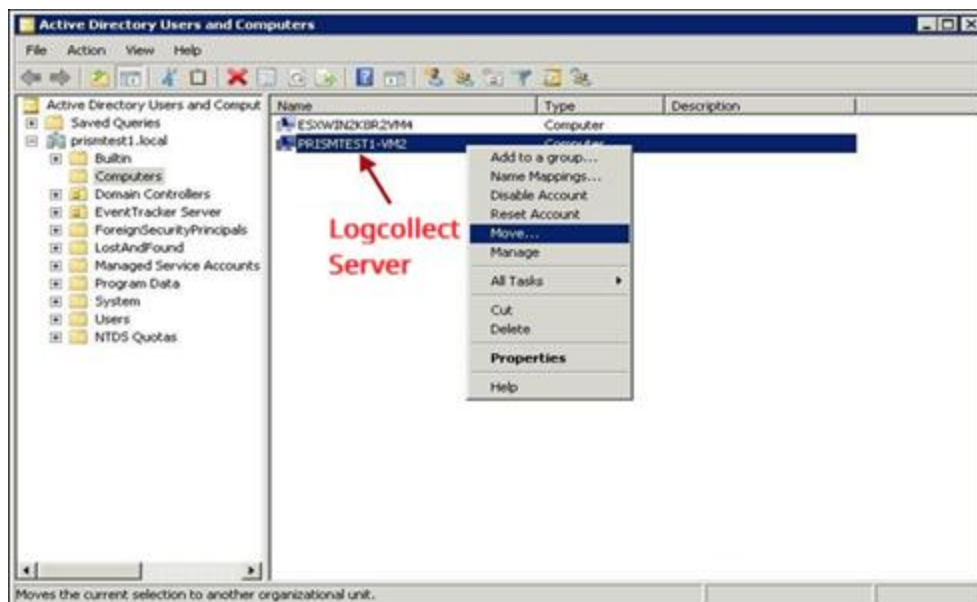 Active Directory Users and Computers
File Action View Help
Active Directory Users and Comput
Saved Queries
prismtest1.local
Builtin
Computers
Domain Controllers
EventTracker Server
ForeignSecurityPrincipals
LostAndFound
Managed Service Accounts
Program Data
System
Users
NTDS Quotas
Name Type Description
ESXWIN2K8R2VM4 Computer
PRISMTEST1-VM2 Computer
Logcollect
Server
Add to a group...
Name Mappings...
Disable Account
Reset Account
Move...
Manage
All Tasks
Cut
Delete
Properties
Help
Moves the current selection to another organizational unit.